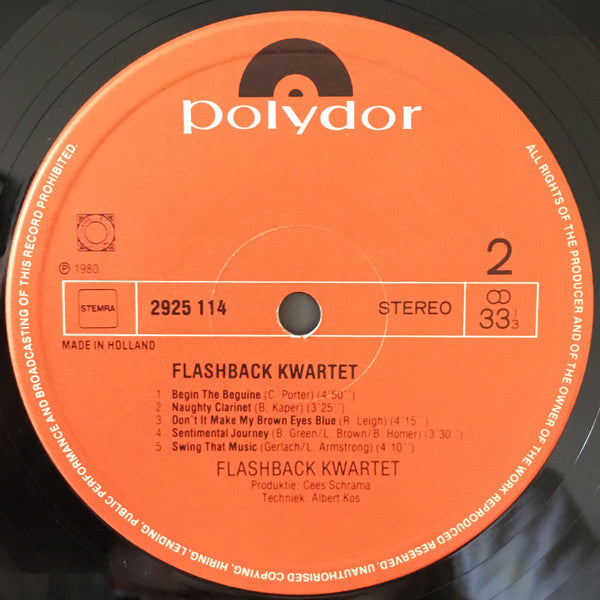 polydor
2
℗ 1980
STEMRA
2925 114
STEREO
33 1/3
MADE IN HOLLAND
FLASHBACK KWARTET
1. Begin The Beguine (C. Porter) (4´50´´)
2. Naughty Clarinet (B. Kaper) (3´25´´)
3. Don't It Make My Brown Eyes Blue (R. Leigh) (4´15´´)
4. Sentimental Journey (B. Green/L. Brown/B. Homer) (3´30´´)
5. Swing That Music (Gerlach/L. Armstrong) (4´10´´)
FLASHBACK KWARTET
Produktie: Cees Schrama
Techniek: Albert Kos
ALL RIGHTS OF THE PRODUCER AND OF THE OWNER OF THE WORK REPRODUCED RESERVED. UNAUTHORISED COPYING, HIRING, LENDING, PUBLIC PERFORMANCE AND BROADCASTING OF THIS RECORD PROHIBITED.